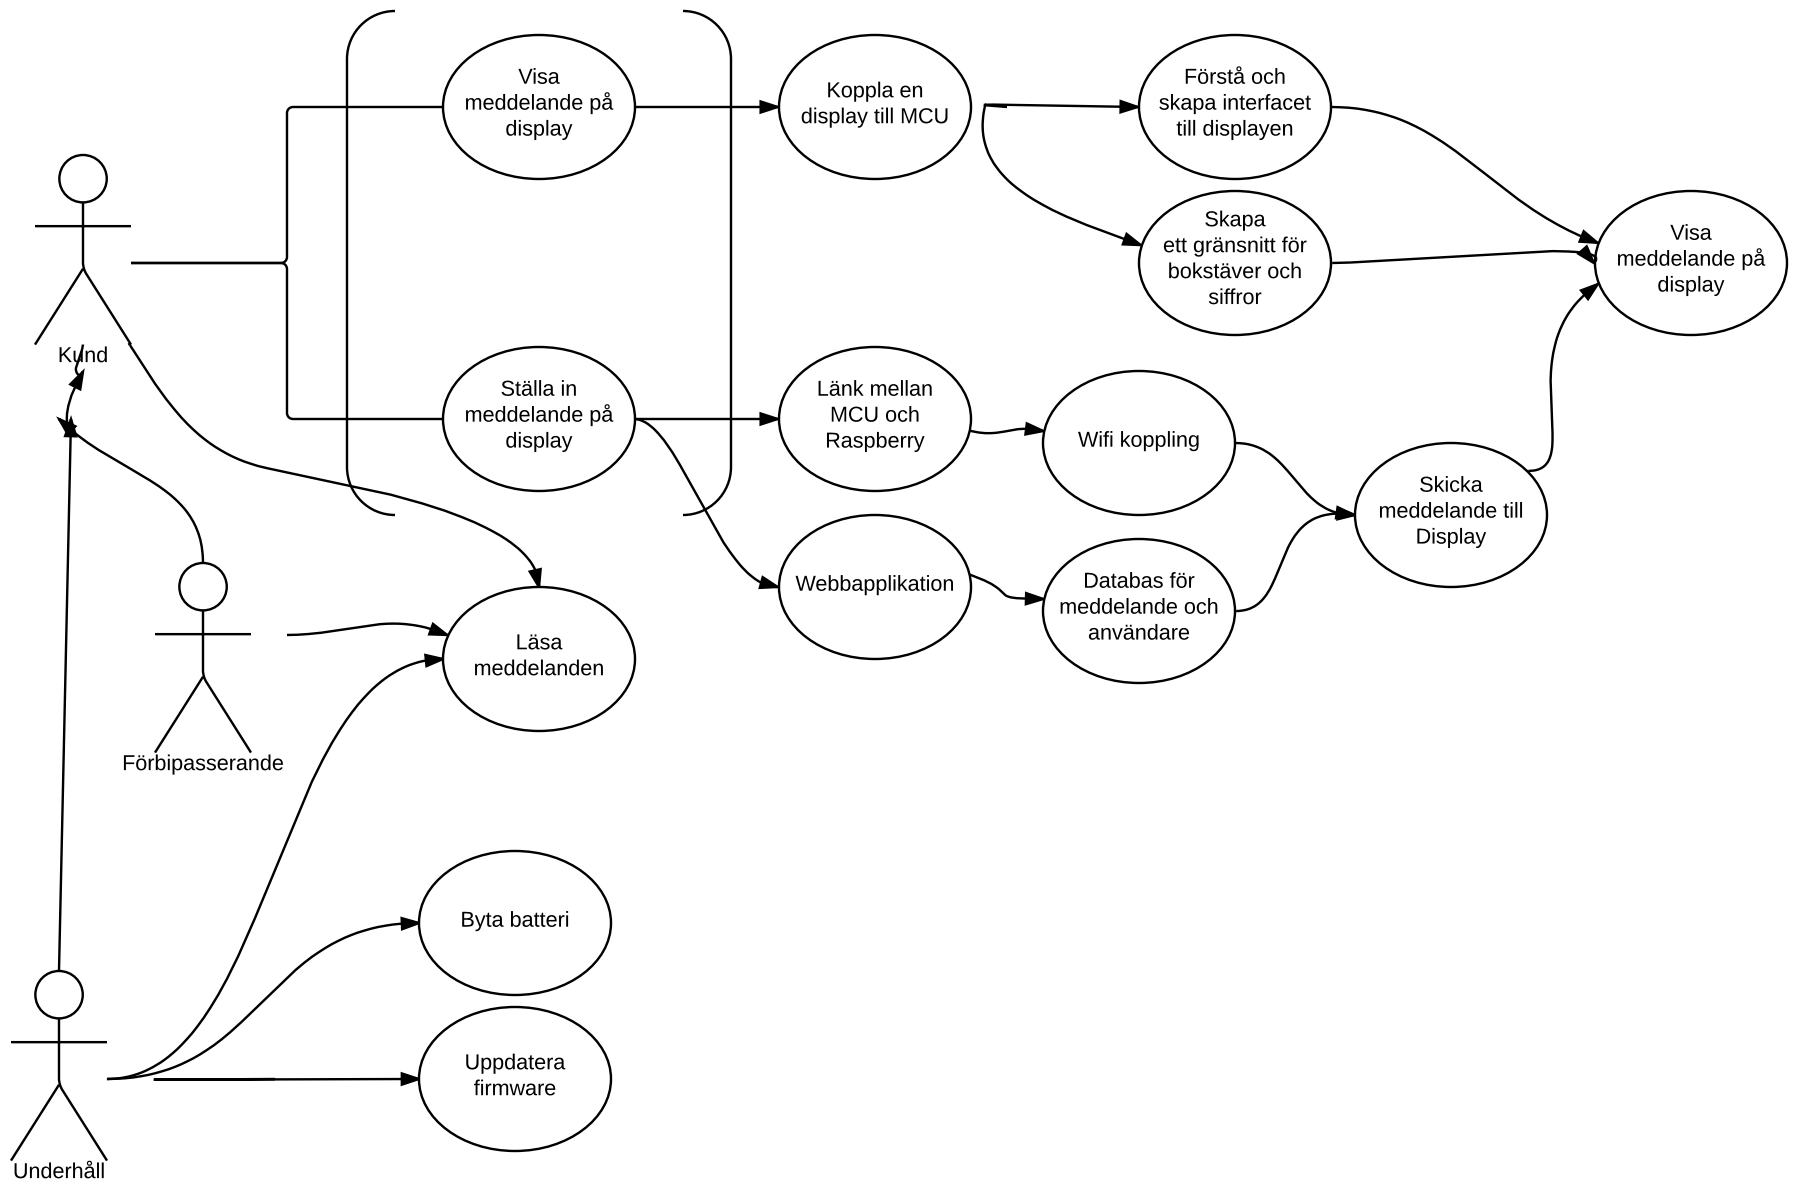 Visa
meddelande på
display
Koppla en
display till MCU
Förstå och
skapa interfacet
till displayen
Skapa
ett gränsnitt för
bokstäver och
siffror
Visa
meddelande på
display
Kund
Ställa in
meddelande på
display
Länk mellan
MCU och
Raspberry
Wifi koppling
Skicka
meddelande till
Display
Webbapplikation
Databas för
meddelande och
användare
Läsa
meddelanden
Förbipasserande
Byta batteri
Uppdatera
firmware
Underhåll